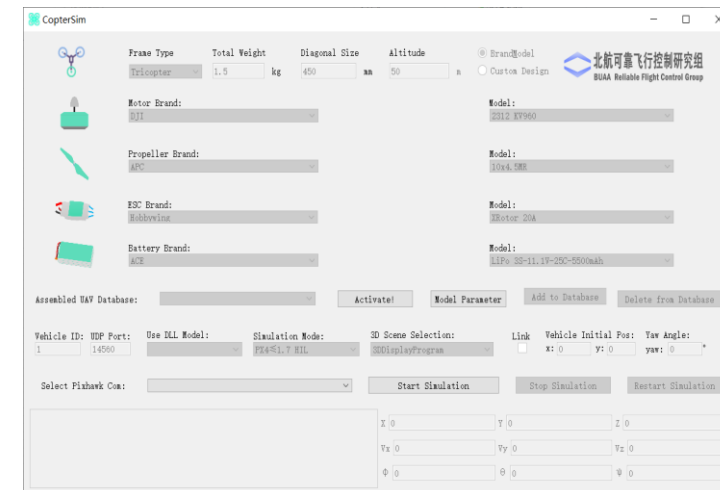 CopterSim
Frame Type Total Weight Diagonal Size Altitude BrandModel
Tricopter 1.5 kg 450 mm 50 m Custom Design
北航可靠飞行控制研究组
BUAA Reliable Flight Control Group
Motor Brand: Model:
DJI 2312 KV960
Propeller Brand: Model:
APC 10x4.5MR
ESC Brand: Model:
Hobbywing XRotor 20A
Battery Brand: Model:
ACE LiPo 3S-11.1V-25C-5500mAh
Assembled UAV Database: Activate! Model Parameter Add to Database Delete from Database
Vehicle ID: UDP Port: Use DLL Model: Simulation Mode: 3D Scene Selection: Link Vehicle Initial Pos: Yaw Angle:
1 14560 PX4≤1.7 HIL 3DDisplayProgram x: 0 y: 0 yaw: 0 °
Select Pixhawk Com: Start Simulation Stop Simulation Restart Simulation
X 0 Y 0 Z 0
Vx 0 Vy 0 Vz 0
Φ 0 θ 0 Ψ 0